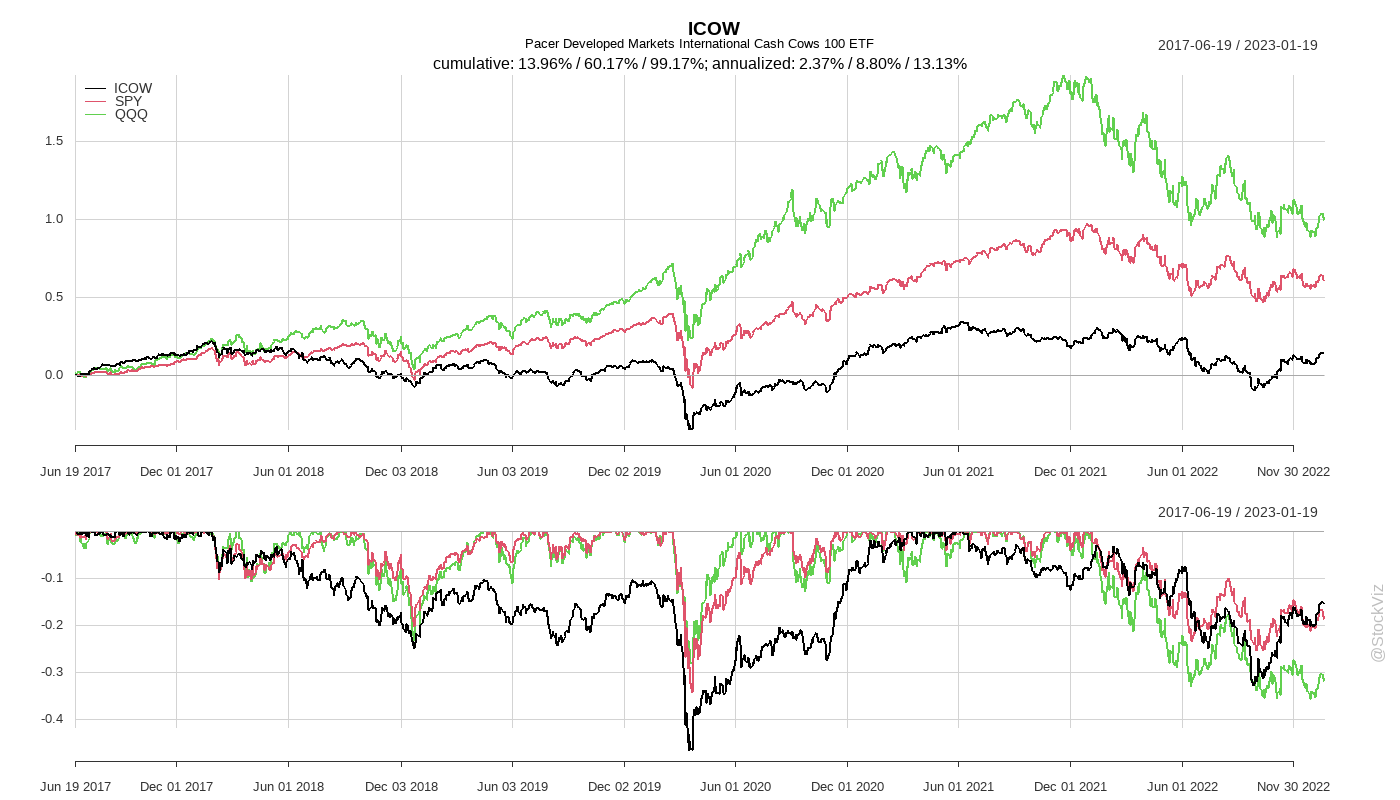 ICOW
Pacer Developed Markets International Cash Cows 100 ETF
2017-06-19 / 2023-01-19
cumulative: 13.96% / 60.17% / 99.17%; annualized: 2.37% / 8.80% / 13.13%
ICOW
SPY
QQQ
1.5
1.0
0.5
0.0
Jun 19 2017 Dec 01 2017 Jun 01 2018 Dec 03 2018 Jun 03 2019 Dec 02 2019 Jun 01 2020 Dec 01 2020 Jun 01 2021 Dec 01 2021 Jun 01 2022 Nov 30 2022
2017-06-19 / 2023-01-19
-0.1
-0.2
-0.3
-0.4
Jun 19 2017 Dec 01 2017 Jun 01 2018 Dec 03 2018 Jun 03 2019 Dec 02 2019 Jun 01 2020 Dec 01 2020 Jun 01 2021 Dec 01 2021 Jun 01 2022 Nov 30 2022
@StockViz